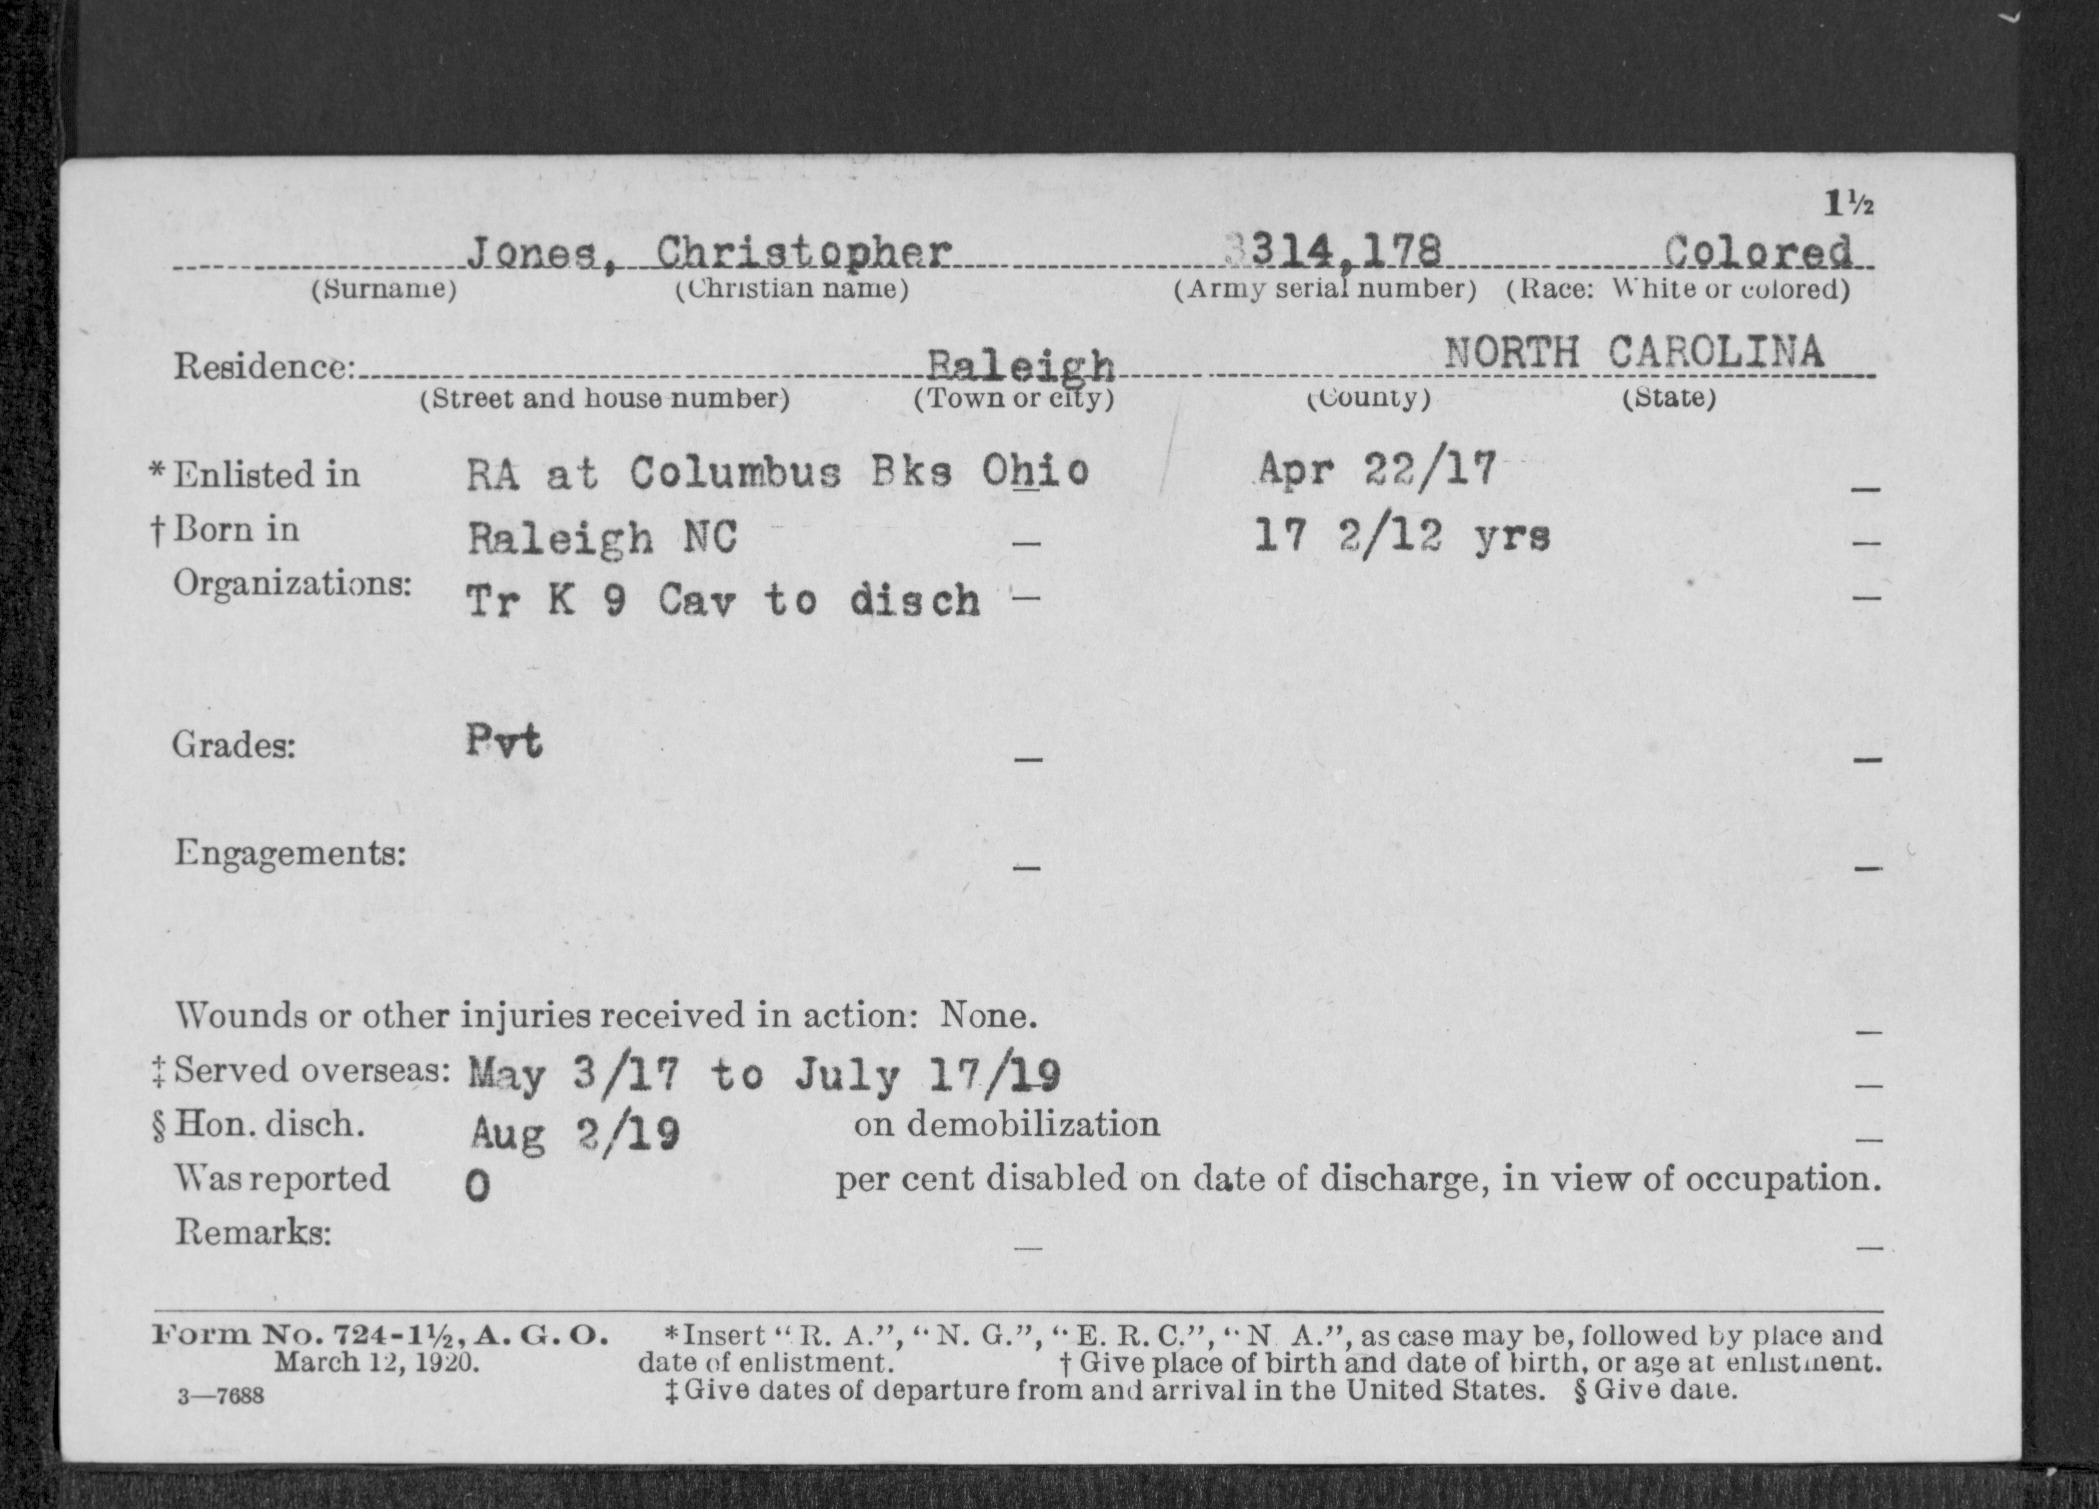 1½
Jones, Christopher 3314,178 Colored
(Surname) (Christian name) (Army serial number) (Race: White or colored)
Residence: Raleigh NORTH CAROLINA
(Street and house number) (Town or city) (County) (State)
*Enlisted in RA at Columbus Bks Ohio Apr 22/17 —
†Born in Raleigh NC — 17 2/12 yrs —
Organizations: Tr K 9 Cav to disch — —
Grades: Pvt — —
Engagements: — —
Wounds or other injuries received in action: None. —
‡Served overseas: May 3/17 to July 17/19 —
§Hon. disch. Aug 2/19 on demobilization —
Was reported 0 per cent disabled on date of discharge, in view of occupation.
Remarks: — —
Form No. 724-1½, A. G. O. *Insert “R. A.”, “N. G.”, “E. R. C.”, “N. A.”, as case may be, followed by place and
March 12, 1920. date of enlistment. †Give place of birth and date of birth, or age at enlistment.
3—7688 ‡Give dates of departure from and arrival in the United States. §Give date.